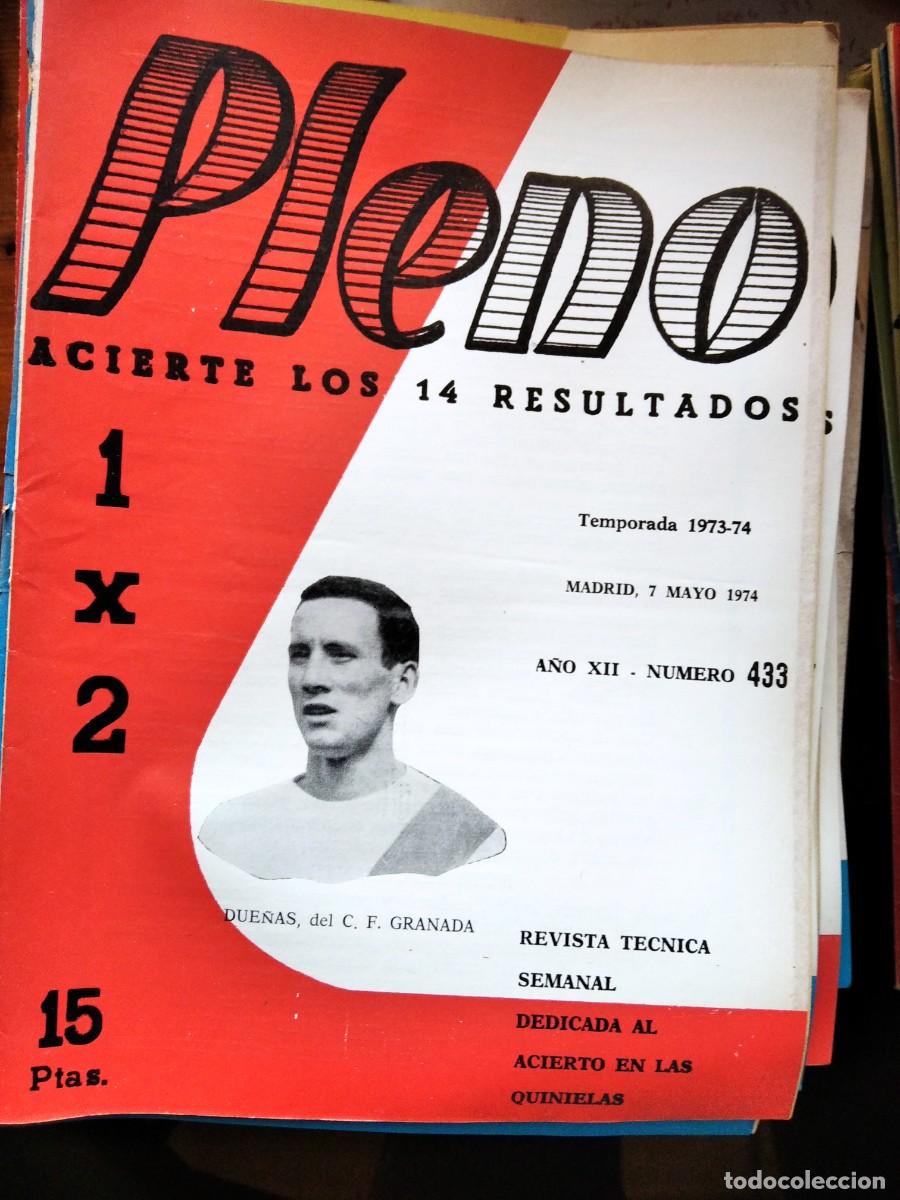 Pleno
ACIERTE LOS 14 RESULTADOS
S
1
x
2
Temporada 1973-74
MADRID, 7 MAYO 1974
AÑO XII - NUMERO 433
DUEÑAS, del C. F. GRANADA
REVISTA TECNICA
SEMANAL
DEDICADA AL
ACIERTO EN LAS
QUINIELAS
15
Ptas.
todocoleccion